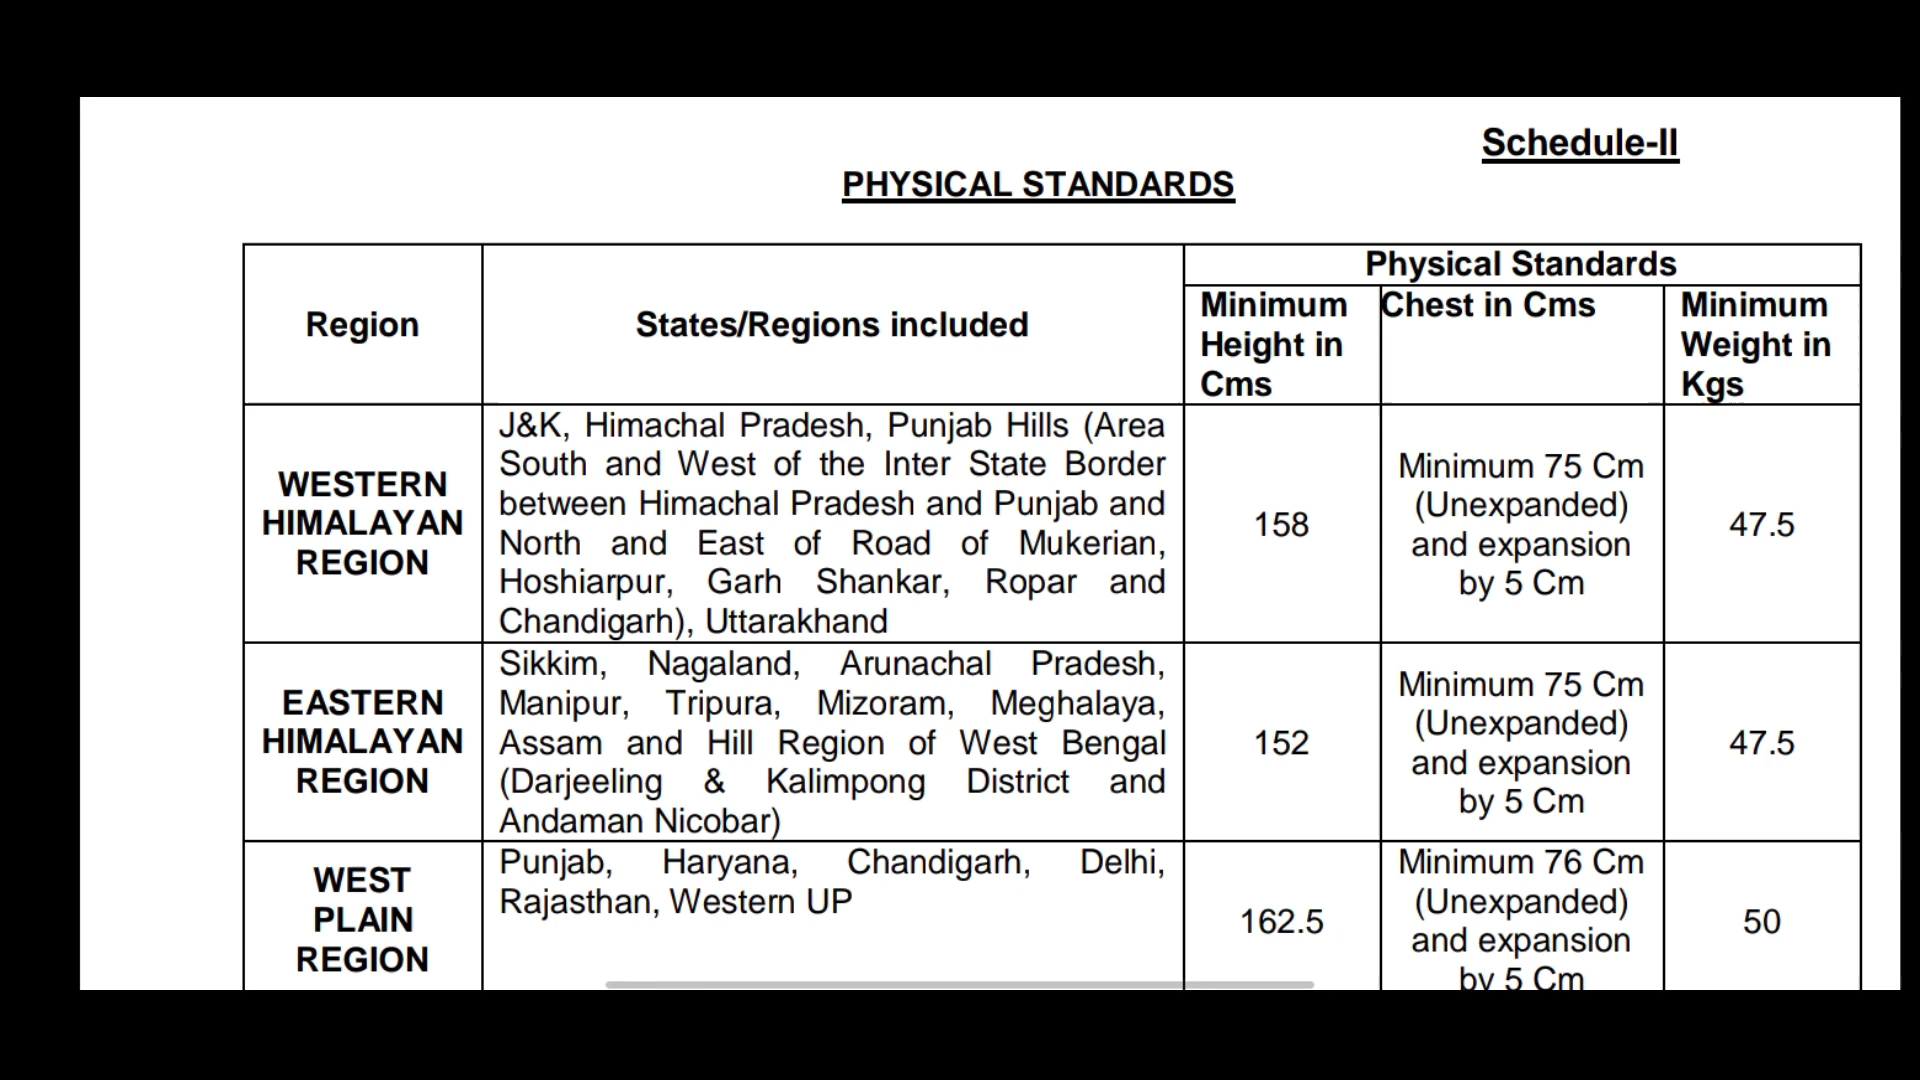 Schedule-II
PHYSICAL STANDARDS
Region
States/Regions included
Physical Standards
Minimum
Height in
Cms
Chest in Cms
Minimum
Weight in
Kgs
WESTERN
HIMALAYAN
REGION
J&K, Himachal Pradesh, Punjab Hills (Area
South and West of the Inter State Border
between Himachal Pradesh and Punjab and
North and East of Road of Mukerian,
Hoshiarpur, Garh Shankar, Ropar and
Chandigarh), Uttarakhand
158
Minimum 75 Cm
(Unexpanded)
and expansion
by 5 Cm
47.5
EASTERN
HIMALAYAN
REGION
Sikkim, Nagaland, Arunachal Pradesh,
Manipur, Tripura, Mizoram, Meghalaya,
Assam and Hill Region of West Bengal
(Darjeeling & Kalimpong District and
Andaman Nicobar)
152
Minimum 75 Cm
(Unexpanded)
and expansion
by 5 Cm
47.5
WEST
PLAIN
REGION
Punjab, Haryana, Chandigarh, Delhi,
Rajasthan, Western UP
162.5
Minimum 76 Cm
(Unexpanded)
and expansion
by 5 Cm
50